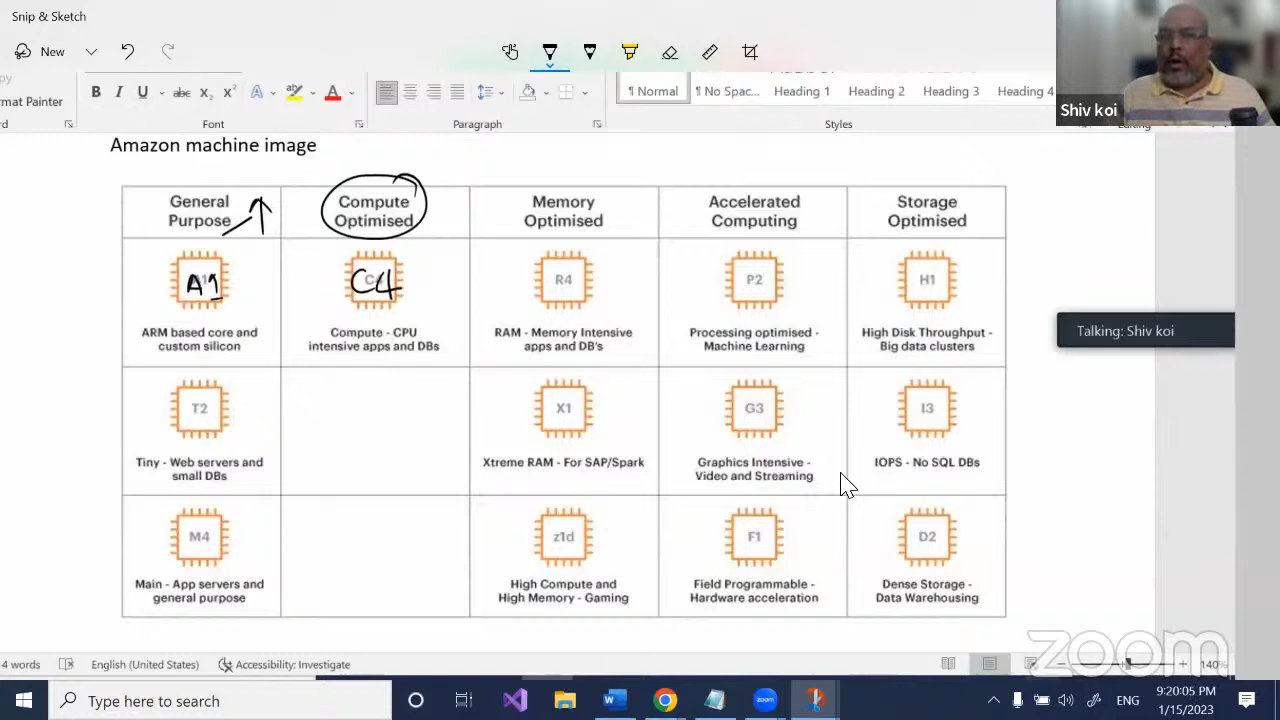 Snip & Sketch
New
Shiv koi
py
rmat Painter
B I U abc x₂ x² A A
¶ Normal
¶ No Spac...
Heading 1
Heading 2
Heading 3
Heading 4
Font
Paragraph
Styles
Amazon machine image
General
Purpose
Compute
Optimised
Memory
Optimised
Accelerated
Computing
Storage
Optimised
A1
C4
R4
P2
H1
ARM based core and
custom silicon
Compute - CPU
intensive apps and DBs
RAM - Memory Intensive
apps and DB's
Processing optimised -
Machine Learning
High Disk Throughput -
Big data clusters
Talking: Shiv koi
T2
X1
G3
I3
Tiny - Web servers and
small DBs
Xtreme RAM - For SAP/Spark
Graphics Intensive -
Video and Streaming
IOPS - No SQL DBs
M4
z1d
F1
D2
Main - App servers and
general purpose
High Compute and
High Memory - Gaming
Field Programmable -
Hardware acceleration
Dense Storage -
Data Warehousing
zoom
4 words
English (United States)
Accessibility: Investigate
140%
Type here to search
zoom
ENG
9:20:05 PM
1/15/2023